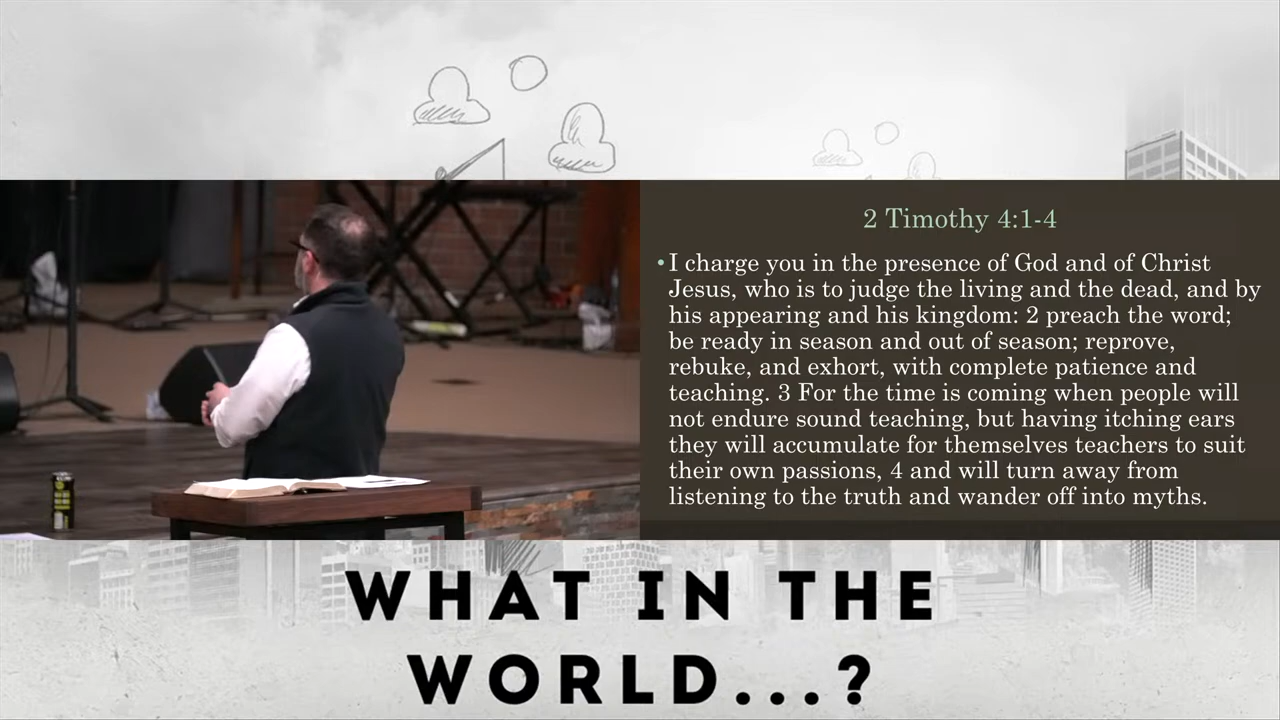 2 Timothy 4:1-4
• I charge you in the presence of God and of Christ
Jesus, who is to judge the living and the dead, and by
his appearing and his kingdom: 2 preach the word;
be ready in season and out of season; reprove,
rebuke, and exhort, with complete patience and
teaching. 3 For the time is coming when people will
not endure sound teaching, but having itching ears
they will accumulate for themselves teachers to suit
their own passions, 4 and will turn away from
listening to the truth and wander off into myths.
WHAT IN THE
WORLD...?